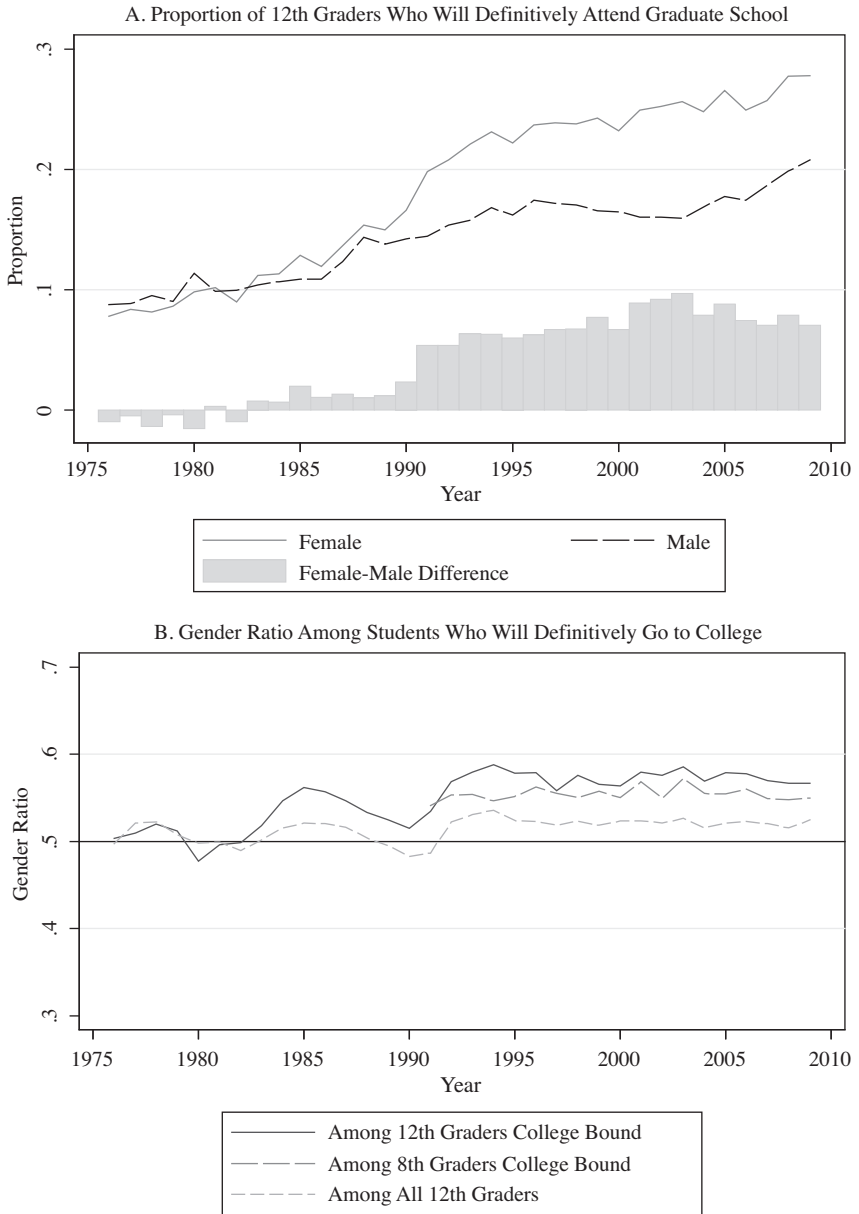 A. Proportion of 12th Graders Who Will Definitively Attend Graduate School
.3
.2
.1
0
Proportion
1975 1980 1985 1990 1995 2000 2005 2010
Year
Female Male
Female-Male Difference
B. Gender Ratio Among Students Who Will Definitively Go to College
.7
.6
.5
.4
.3
Gender Ratio
1975 1980 1985 1990 1995 2000 2005 2010
Year
Among 12th Graders College Bound
Among 8th Graders College Bound
Among All 12th Graders